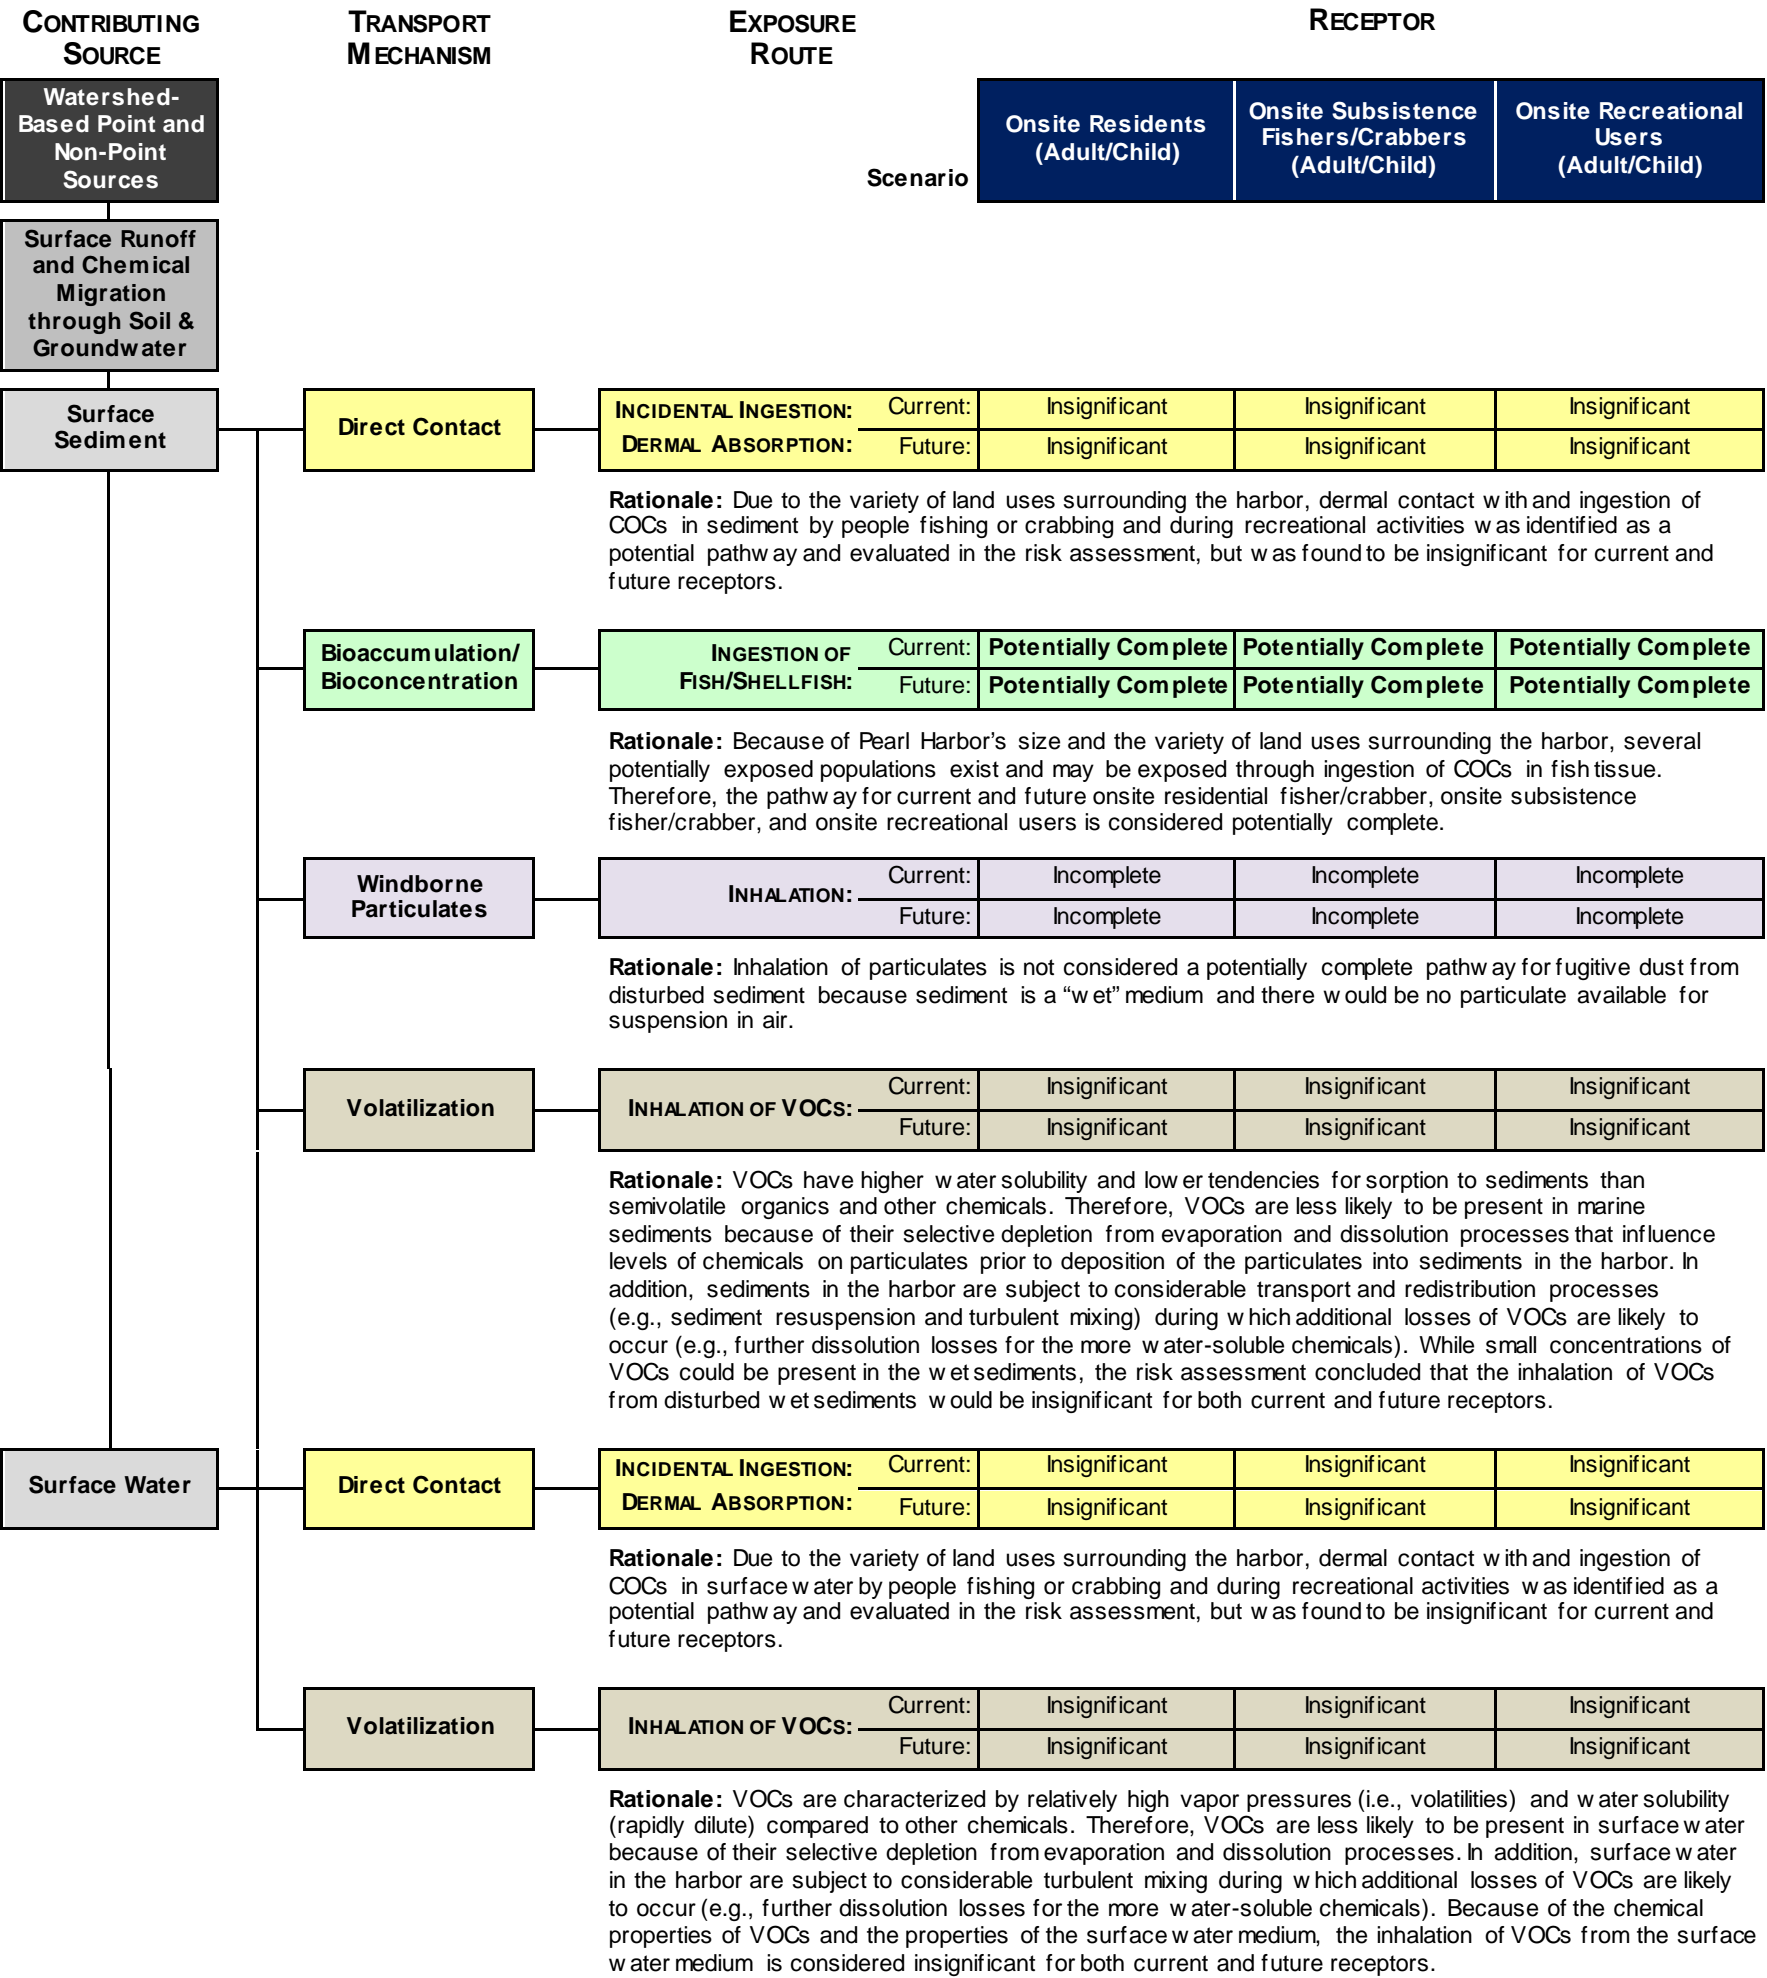 CONTRIBUTING
SOURCE
TRANSPORT
MECHANISM
EXPOSURE
ROUTE
RECEPTOR
Watershed-
Based Point and
Non-Point
Sources
Scenario
Onsite Residents
(Adult/Child)
Onsite Subsistence
Fishers/Crabbers
(Adult/Child)
Onsite Recreational
Users
(Adult/Child)
Surface Runoff
and Chemical
Migration
through Soil &
Groundwater
Surface
Sediment
Direct Contact
INCIDENTAL INGESTION:
DERMAL ABSORPTION:
Current: Insignificant Insignificant Insignificant
Future: Insignificant Insignificant Insignificant
Rationale: Due to the variety of land uses surrounding the harbor, dermal contact with and ingestion of
COCs in sediment by people fishing or crabbing and during recreational activities was identified as a
potential pathway and evaluated in the risk assessment, but was found to be insignificant for current and
future receptors.
Bioaccumulation/
Bioconcentration
INGESTION OF
FISH/SHELLFISH:
Current: Potentially Complete Potentially Complete Potentially Complete
Future: Potentially Complete Potentially Complete Potentially Complete
Rationale: Because of Pearl Harbor’s size and the variety of land uses surrounding the harbor, several
potentially exposed populations exist and may be exposed through ingestion of COCs in fish tissue.
Therefore, the pathway for current and future onsite residential fisher/crabber, onsite subsistence
fisher/crabber, and onsite recreational users is considered potentially complete.
Windborne
Particulates
INHALATION:
Current: Incomplete Incomplete Incomplete
Future: Incomplete Incomplete Incomplete
Rationale: Inhalation of particulates is not considered a potentially complete pathway for fugitive dust from
disturbed sediment because sediment is a “wet” medium and there would be no particulate available for
suspension in air.
Volatilization
INHALATION OF VOCS:
Current: Insignificant Insignificant Insignificant
Future: Insignificant Insignificant Insignificant
Rationale: VOCs have higher water solubility and lower tendencies for sorption to sediments than
semivolatile organics and other chemicals. Therefore, VOCs are less likely to be present in marine
sediments because of their selective depletion from evaporation and dissolution processes that influence
levels of chemicals on particulates prior to deposition of the particulates into sediments in the harbor. In
addition, sediments in the harbor are subject to considerable transport and redistribution processes
(e.g., sediment resuspension and turbulent mixing) during which additional losses of VOCs are likely to
occur (e.g., further dissolution losses for the more water-soluble chemicals). While small concentrations of
VOCs could be present in the wet sediments, the risk assessment concluded that the inhalation of VOCs
from disturbed wet sediments would be insignificant for both current and future receptors.
Surface Water
Direct Contact
INCIDENTAL INGESTION:
DERMAL ABSORPTION:
Current: Insignificant Insignificant Insignificant
Future: Insignificant Insignificant Insignificant
Rationale: Due to the variety of land uses surrounding the harbor, dermal contact with and ingestion of
COCs in surface water by people fishing or crabbing and during recreational activities was identified as a
potential pathway and evaluated in the risk assessment, but was found to be insignificant for current and
future receptors.
Volatilization
INHALATION OF VOCS:
Current: Insignificant Insignificant Insignificant
Future: Insignificant Insignificant Insignificant
Rationale: VOCs are characterized by relatively high vapor pressures (i.e., volatilities) and water solubility
(rapidly dilute) compared to other chemicals. Therefore, VOCs are less likely to be present in surface water
because of their selective depletion from evaporation and dissolution processes. In addition, surface water
in the harbor are subject to considerable turbulent mixing during which additional losses of VOCs are likely
to occur (e.g., further dissolution losses for the more water-soluble chemicals). Because of the chemical
properties of VOCs and the properties of the surface water medium, the inhalation of VOCs from the surface
water medium is considered insignificant for both current and future receptors.